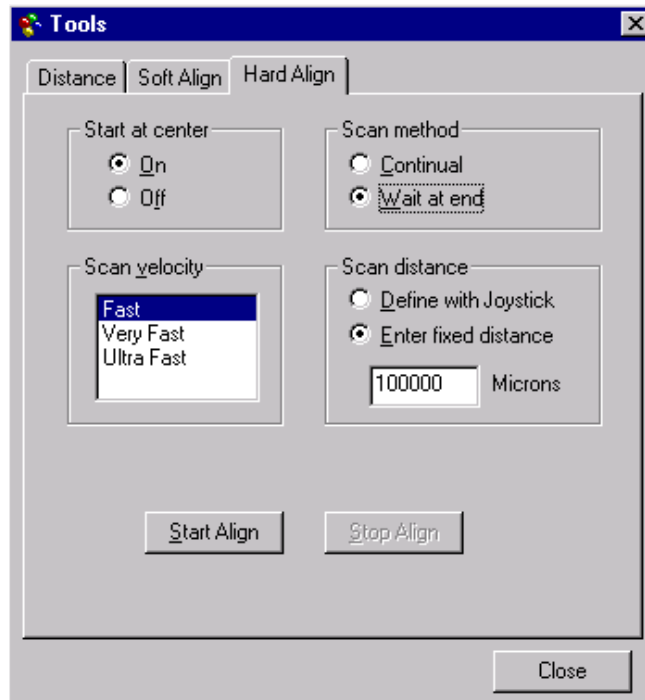 Tools
Distance Soft Align Hard Align
Start at center
On
Off
Scan method
Continual
Wait at end
Scan velocity
Fast
Very Fast
Ultra Fast
Scan distance
Define with Joystick
Enter fixed distance
100000 Microns
Start Align Stop Align
Close